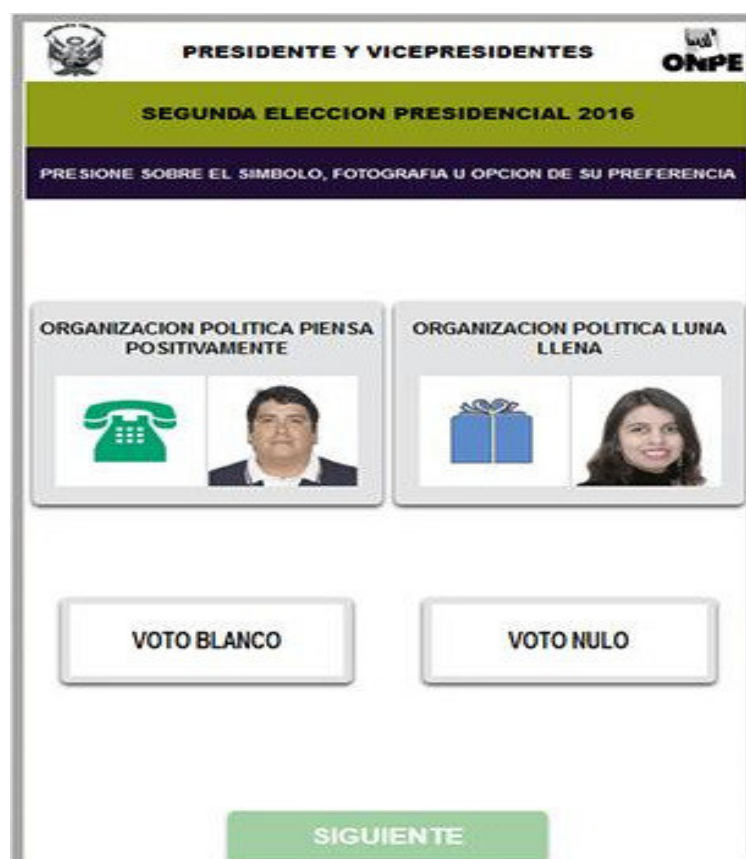 PRESIDENTE Y VICEPRESIDENTES
ONPE
SEGUNDA ELECCION PRESIDENCIAL 2016
PRESIONE SOBRE EL SIMBOLO, FOTOGRAFIA U OPCION DE SU PREFERENCIA
ORGANIZACION POLITICA PIENSA
POSITIVAMENTE
ORGANIZACION POLITICA LUNA
LLENA
VOTO BLANCO
VOTO NULO
SIGUIENTE